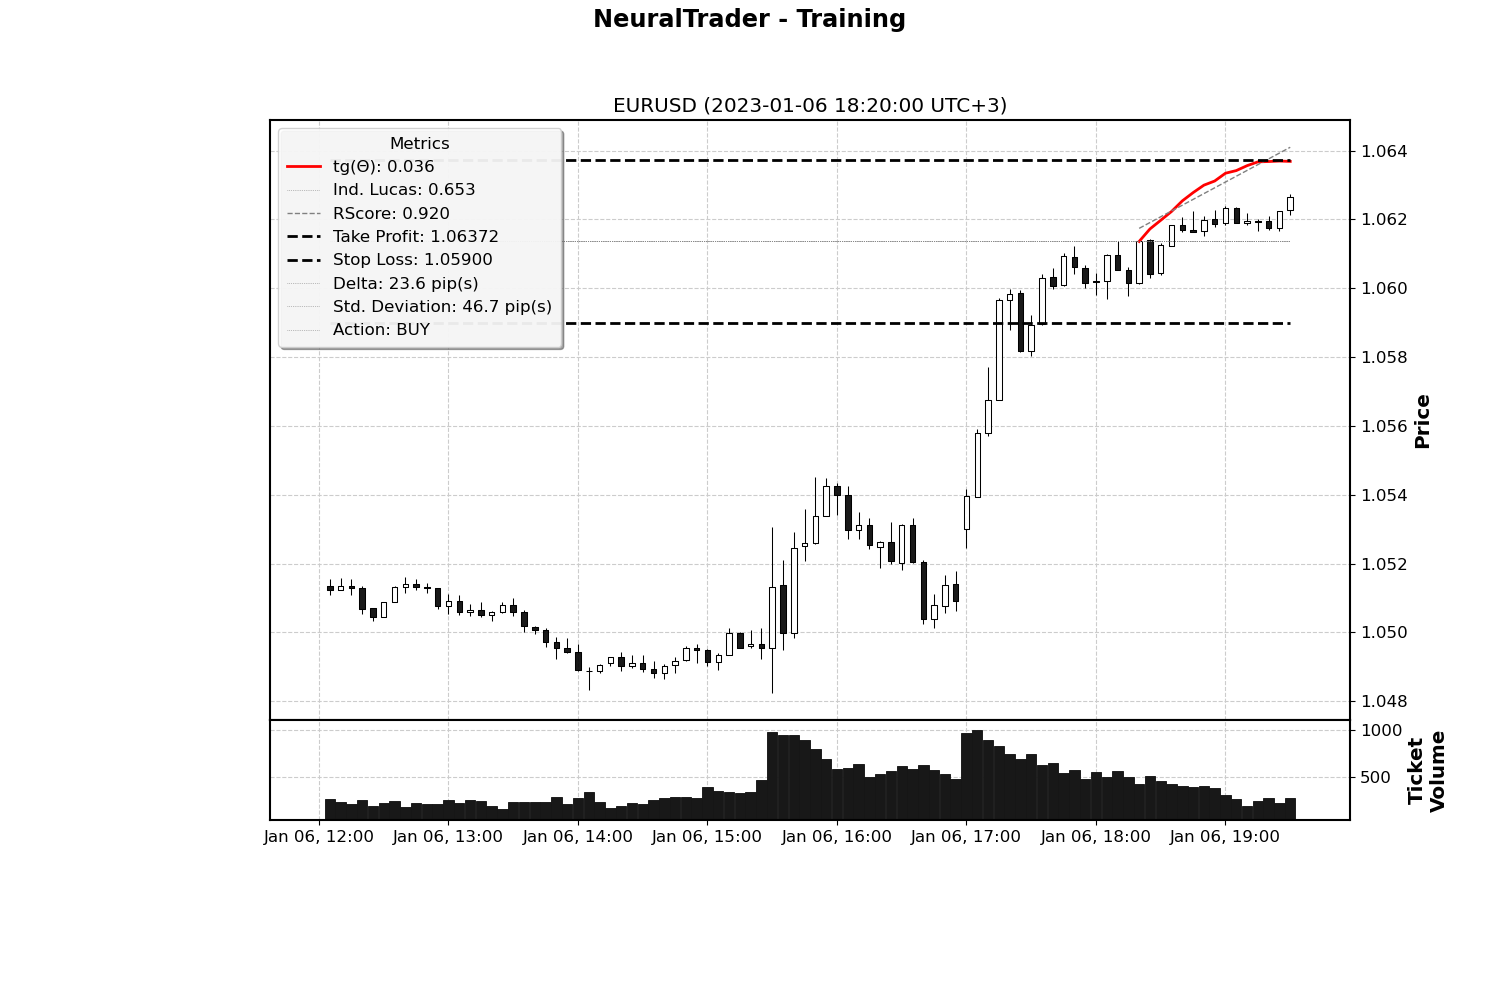 NeuralTrader - Training
EURUSD (2023-01-06 18:20:00 UTC+3)
Metrics
tg(Θ): 0.036
Ind. Lucas: 0.653
RScore: 0.920
Take Profit: 1.06372
Stop Loss: 1.05900
Delta: 23.6 pip(s)
Std. Deviation: 46.7 pip(s)
Action: BUY
1.064
1.062
1.060
1.058
1.056
1.054
1.052
1.050
1.048
Price
1000
500
Ticket
Volume
Jan 06, 12:00 Jan 06, 13:00 Jan 06, 14:00 Jan 06, 15:00 Jan 06, 16:00 Jan 06, 17:00 Jan 06, 18:00 Jan 06, 19:00